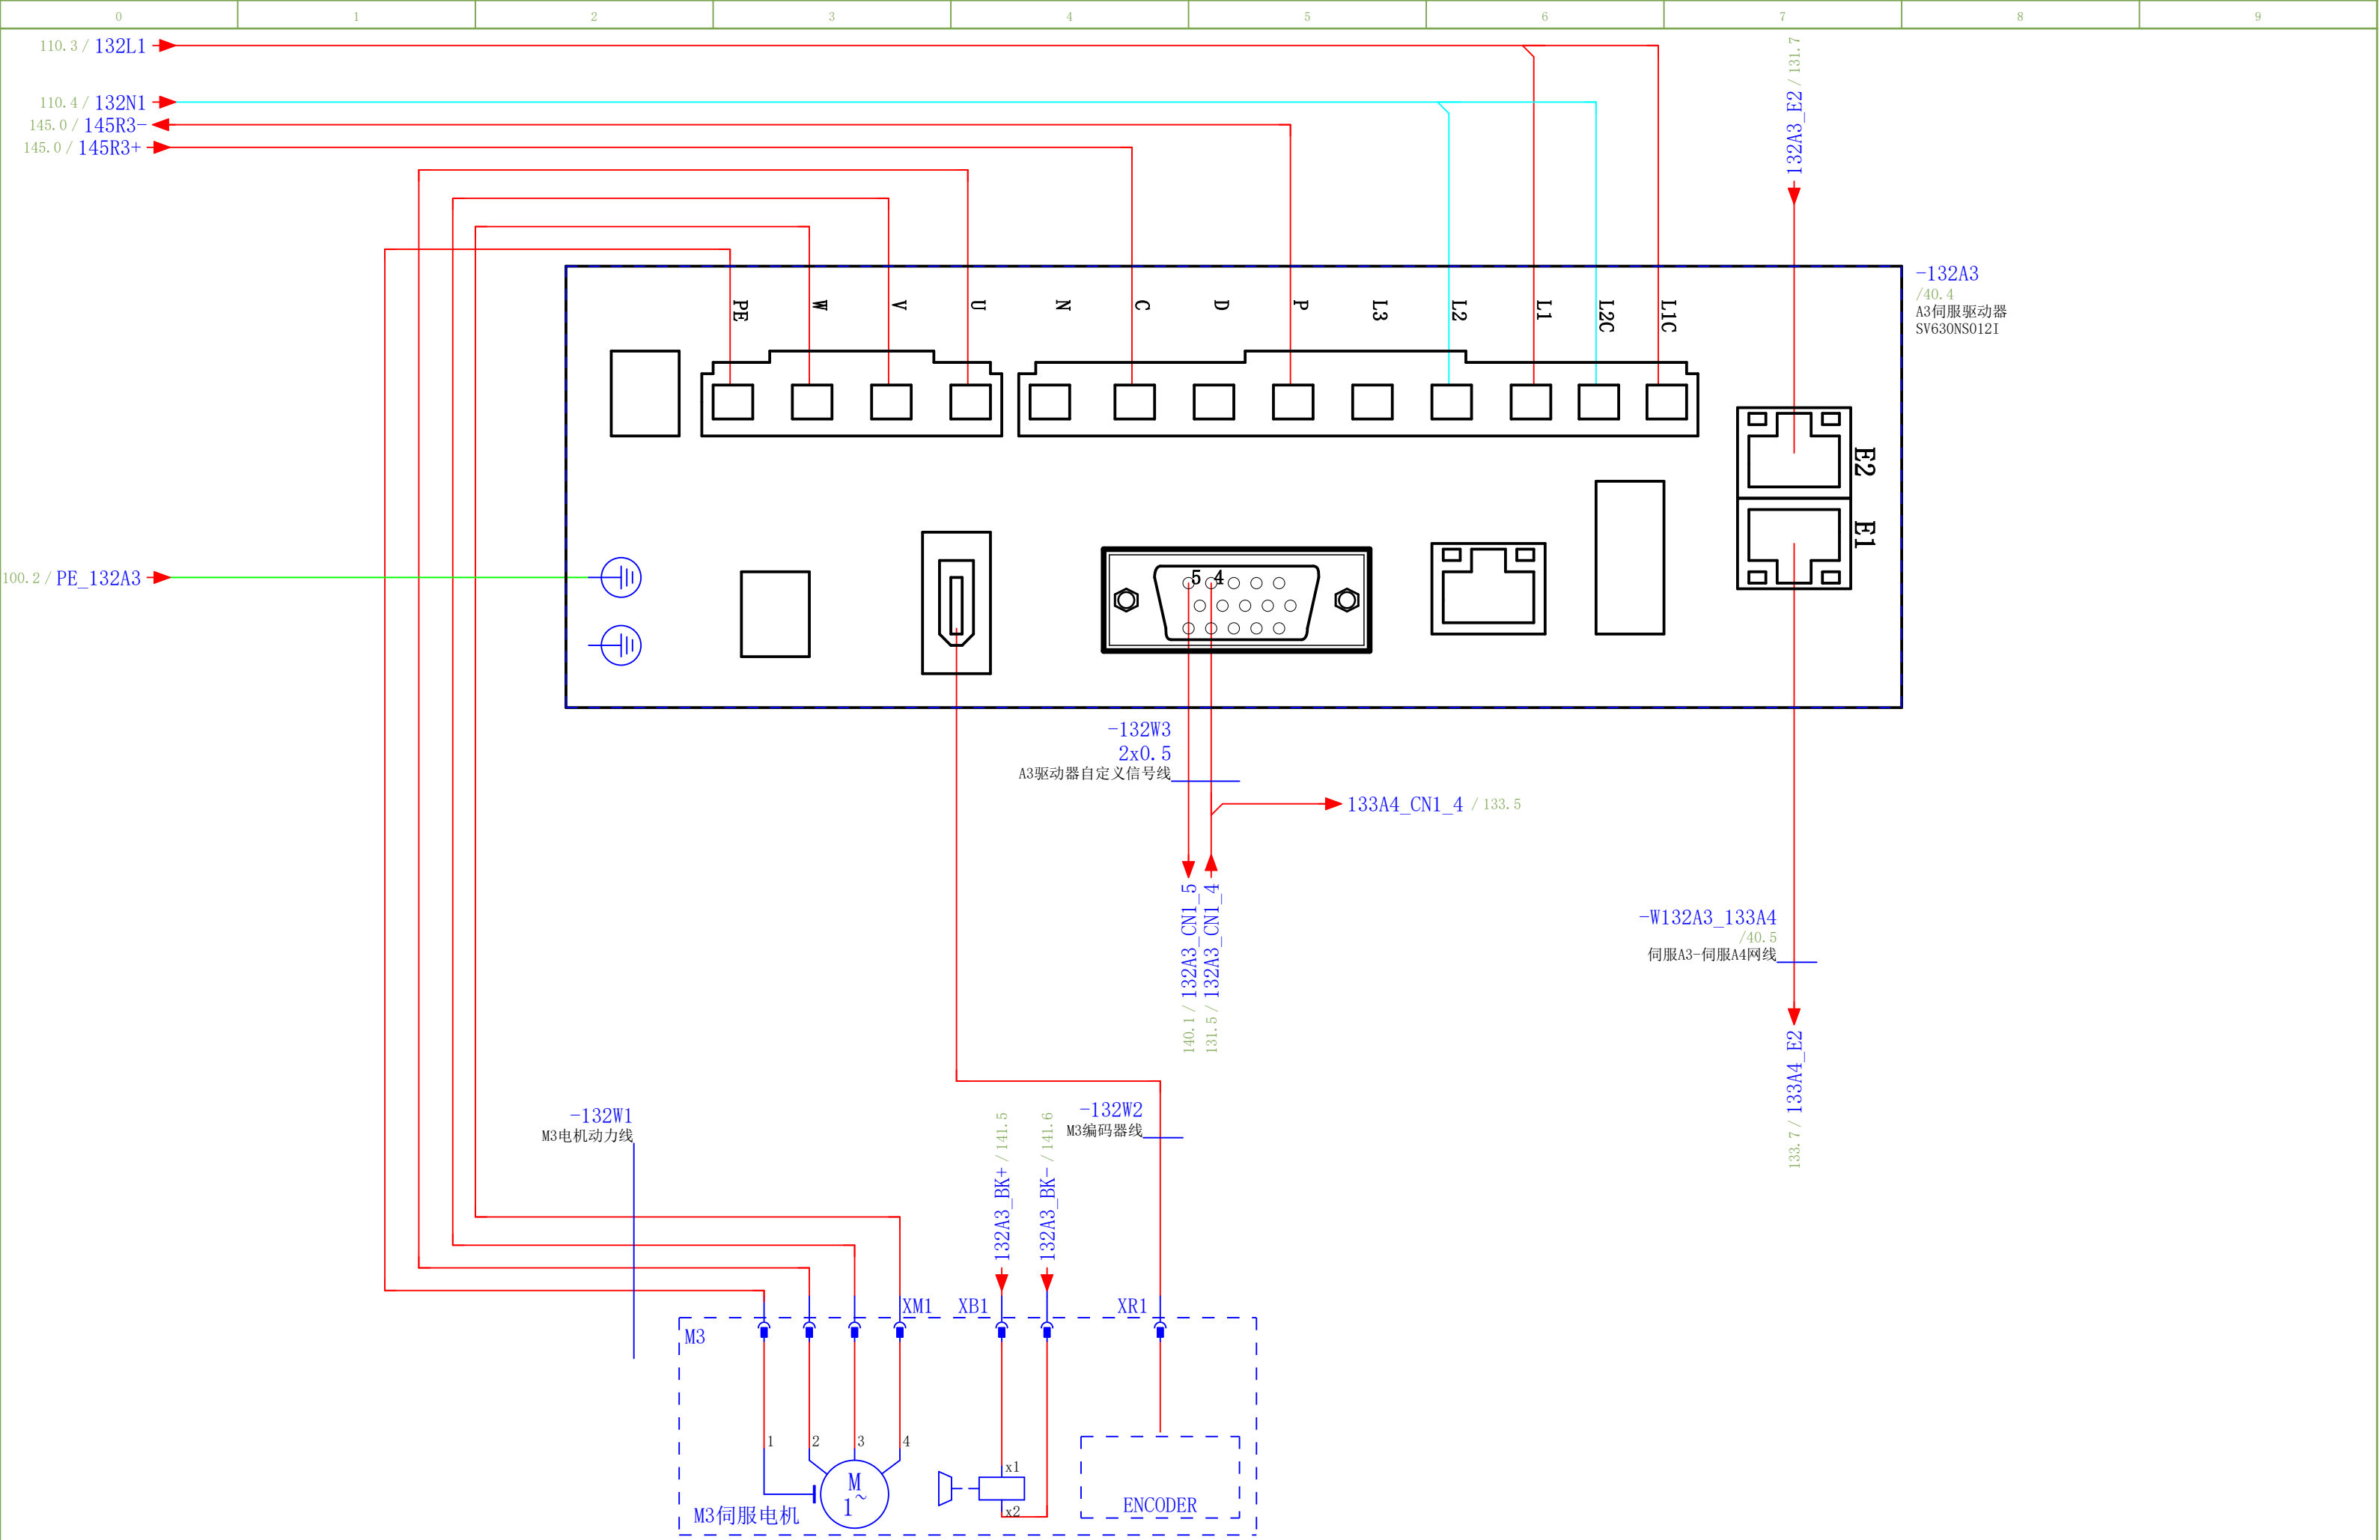 0 1 2 3 4 5 6 7 8 9
110.3 / 132L1
110.4 / 132N1
145.0 / 145R3-
145.0 / 145R3+
132A3_E2 / 131.7
-132A3
/40.4
A3伺服驱动器
SV630NS012I
PE W V U N C D P L3 L2 L1 L2C L1C
E2
E1
100.2 / PE_132A3
5 4
-132W3
2x0.5
A3驱动器自定义信号线
133A4_CN1_4 / 133.5
140.1 / 132A3_CN1_5
131.5 / 132A3_CN1_4
-W132A3_133A4
/40.5
伺服A3-伺服A4网线
133.7 / 133A4_E2
-132W1
M3电机动力线
132A3_BK+ / 141.5
132A3_BK- / 141.6
-132W2
M3编码器线
XM1 XB1 XR1
M3
1 2 3 4
x1
M
1~
x2
ENCODER
M3伺服电机